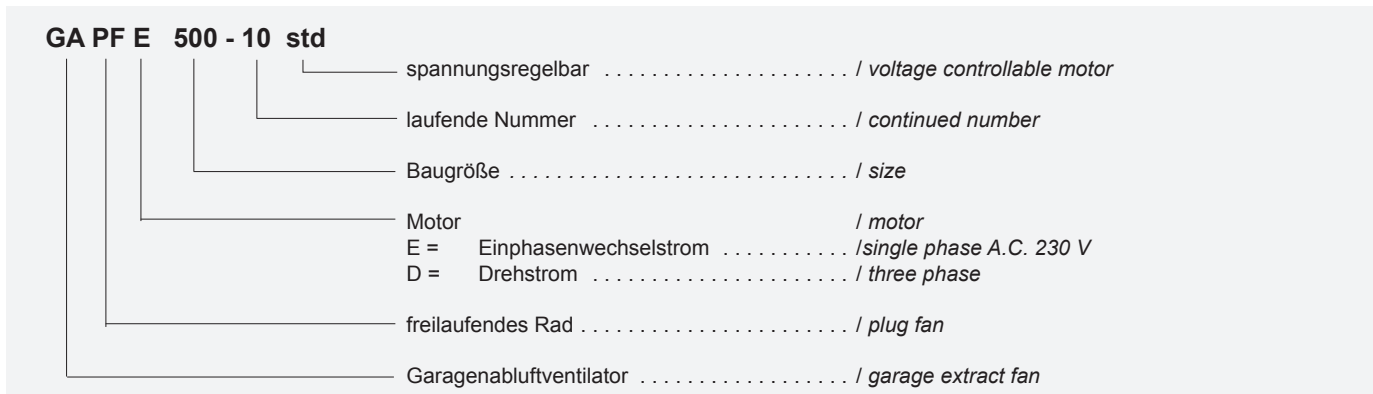 GA PF E 500 - 10 std
spannungsregelbar . . . . . . . . . . . . . . . . . . . . . / voltage controllable motor
laufende Nummer . . . . . . . . . . . . . . . . . . . . . . / continued number
Baugröße . . . . . . . . . . . . . . . . . . . . . . . . . . . . . / size
Motor / motor
E = Einphasenwechselstrom . . . . . . . . . . . /single phase A.C. 230 V
D = Drehstrom . . . . . . . . . . . . . . . . . . . . . . / three phase
freilaufendes Rad . . . . . . . . . . . . . . . . . . . . . . . / plug fan
Garagenabluftventilator . . . . . . . . . . . . . . . . . . / garage extract fan